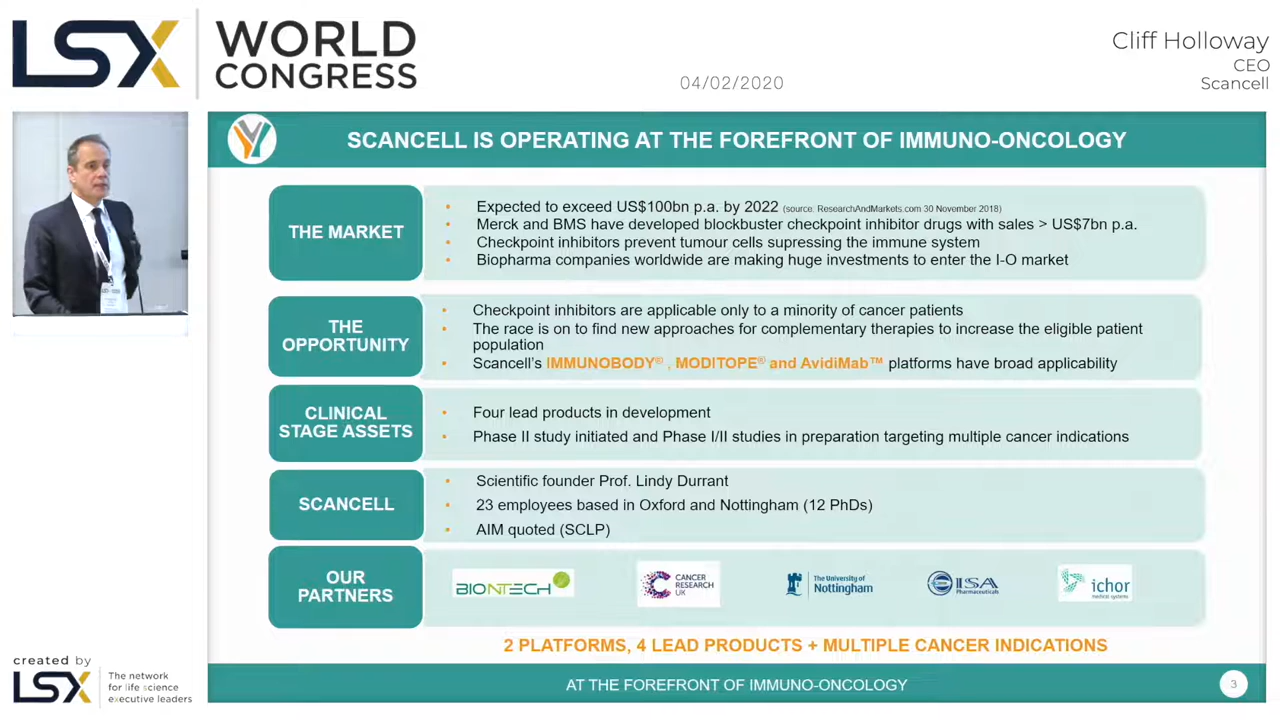 LSX
WORLD
CONGRESS
04/02/2020
Cliff Holloway
CEO
Scancell
SCANCELL IS OPERATING AT THE FOREFRONT OF IMMUNO-ONCOLOGY
THE MARKET
• Expected to exceed US$100bn p.a. by 2022 (source: ResearchAndMarkets.com 30 November 2018)
• Merck and BMS have developed blockbuster checkpoint inhibitor drugs with sales > US$7bn p.a.
• Checkpoint inhibitors prevent tumour cells supressing the immune system
• Biopharma companies worldwide are making huge investments to enter the I-O market
THE
OPPORTUNITY
• Checkpoint inhibitors are applicable only to a minority of cancer patients
• The race is on to find new approaches for complementary therapies to increase the eligible patient
population
• Scancell's IMMUNOBODY® , MODITOPE® and AvidiMab™ platforms have broad applicability
CLINICAL
STAGE ASSETS
• Four lead products in development
• Phase II study initiated and Phase I/II studies in preparation targeting multiple cancer indications
SCANCELL
• Scientific founder Prof. Lindy Durrant
• 23 employees based in Oxford and Nottingham (12 PhDs)
• AIM quoted (SCLP)
OUR
PARTNERS
BIONTECH
CANCER
RESEARCH
UK
The University of
Nottingham
ISA
Pharmaceuticals
ichor
medical systems
2 PLATFORMS, 4 LEAD PRODUCTS + MULTIPLE CANCER INDICATIONS
AT THE FOREFRONT OF IMMUNO-ONCOLOGY
3
created by
LSX
The network
for life science
executive leaders